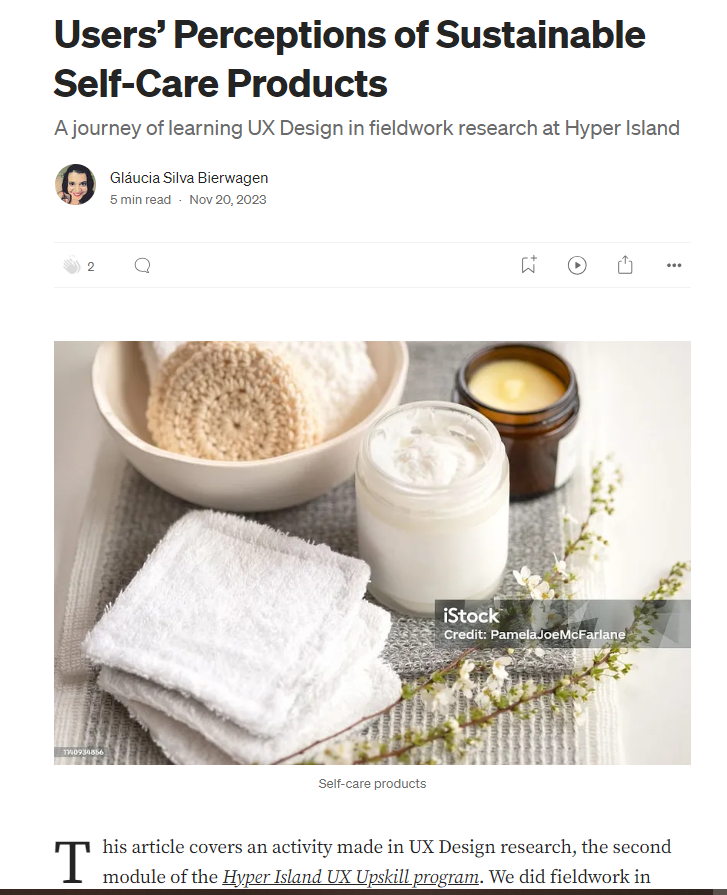 Users’ Perceptions of Sustainable
Self-Care Products
A journey of learning UX Design in fieldwork research at Hyper Island
Gláucia Silva Bierwagen
5 min read · Nov 20, 2023
2
iStock
Credit: PamelaJoeMcFarlane
1140934866
Self-care products
This article covers an activity made in UX Design research, the second
module of the Hyper Island UX Upskill program. We did fieldwork in